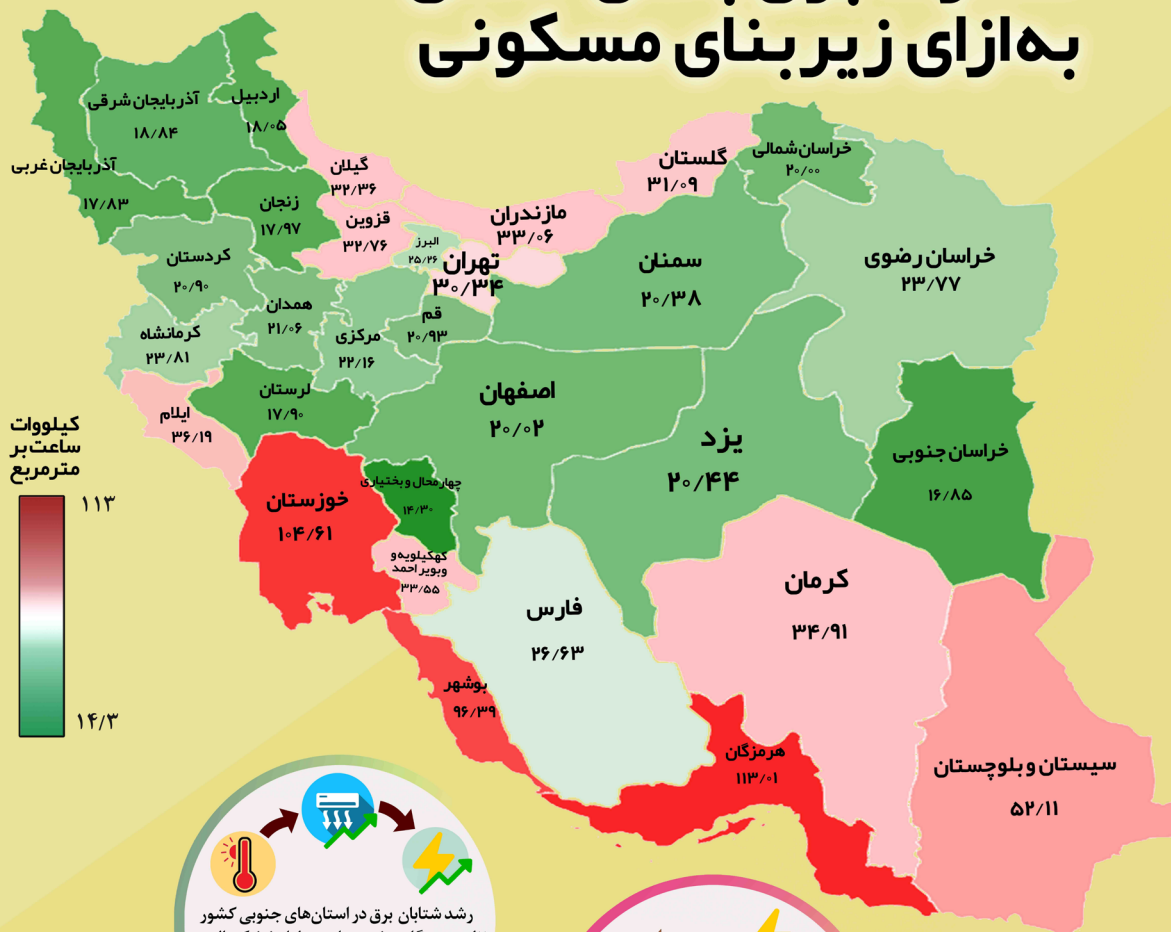 به‌ازای زیربنای مسکونی
آذربایجان شرقی
۱۸/۸۴
اردبیل
۱۸/۰۵
آذربایجان غربی
۱۷/۸۳
گیلان
۳۲/۳۶
زنجان
۱۷/۹۷
قزوین
۳۲/۷۶
مازندران
۳۳/۰۶
گلستان
۳۱/۰۹
خراسان شمالی
۲۰/۰۰
خراسان رضوی
۲۳/۷۷
البرز
۲۵/۲۶
تهران
۳۰/۳۴
سمنان
۲۰/۳۸
کردستان
۲۰/۹۰
همدان
۲۱/۰۶
قم
۲۰/۹۳
مرکزی
۲۲/۱۶
کرمانشاه
۲۳/۸۱
لرستان
۱۷/۹۰
ایلام
۳۶/۱۹
اصفهان
۲۰/۰۲
یزد
۲۰/۴۴
خراسان جنوبی
۱۶/۸۵
خوزستان
۱۰۴/۶۱
چهارمحال و بختیاری
۱۴/۳۰
کهکیلویه و
وبویر احمد
۳۳/۵۵
فارس
۲۶/۶۳
کرمان
۳۴/۹۱
بوشهر
۹۶/۳۹
هرمزگان
۱۱۳/۰۱
سیستان و بلوچستان
۵۲/۱۱
کیلووات
ساعت بر
مترمربع
۱۱۳
۱۴/۳
رشد شتابان برق در استان‌های جنوبی کشور